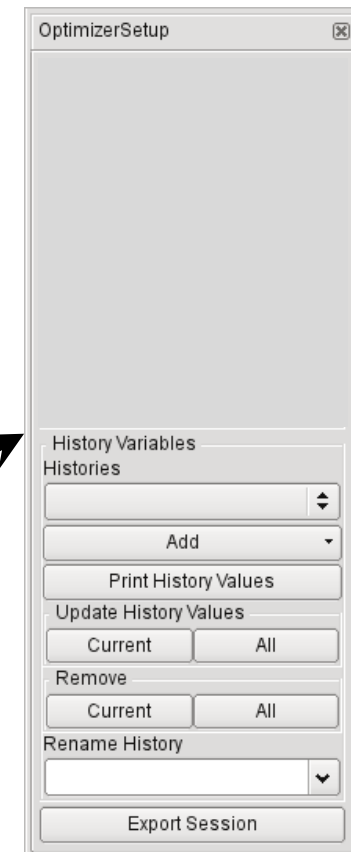 OptimizerSetup
History Variables
Histories
Add
Print History Values
Update History Values
Current All
Remove
Current All
Rename History
Export Session